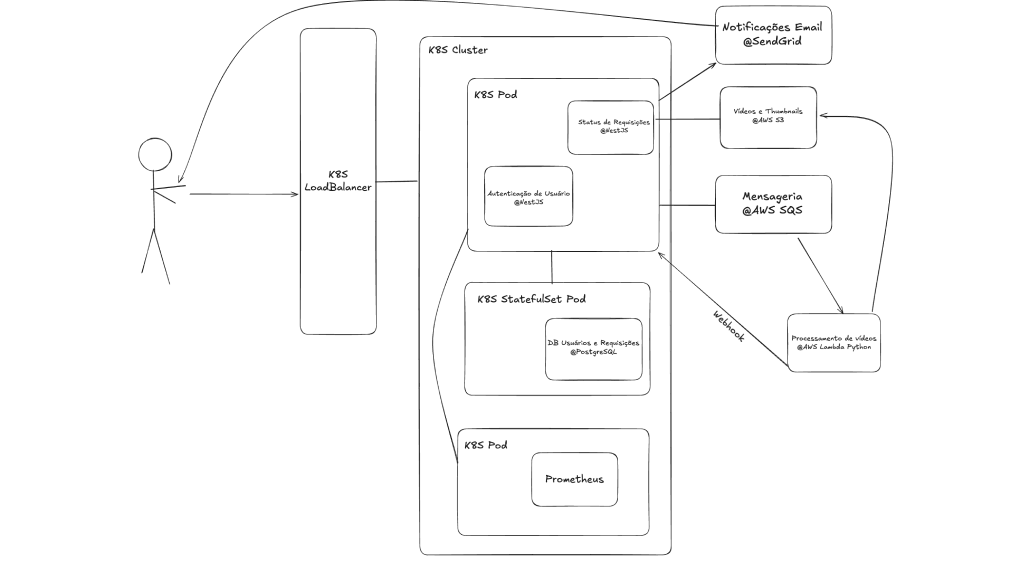 Notificações Email
@SendGrid
K8S Cluster
K8S Pod
Status de Requisições
@NestJS
Vídeos e Thumbnails
@AWS S3
K8S
LoadBalancer
Autenticação de Usuário
@NestJS
Mensageria
@AWS SQS
K8S StatefulSet Pod
DB Usuários e Requisições
@PostgreSQL
Webhook
Processamento de vídeos
@AWS Lambda Python
K8S Pod
Prometheus